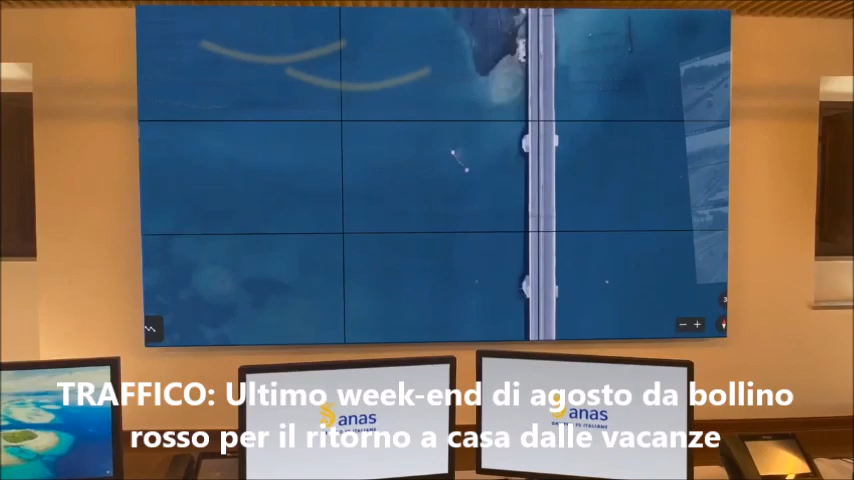 TRAFFICO: Ultimo week-end di agosto da bollino
rosso per il ritorno a casa dalle vacanze
anas
anas